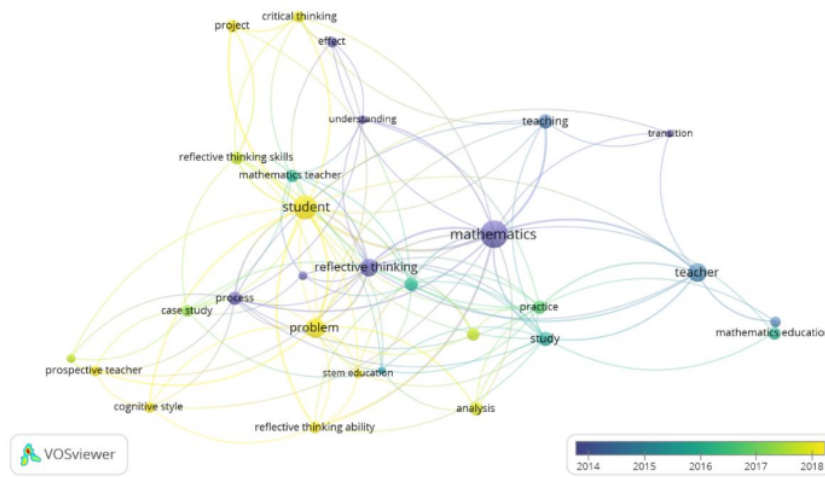 critical thinking
project
effect
understanding
teaching
transition
reflective thinking skills
mathematics teacher
student
mathematics
reflective thinking
teacher
process
case study
practice
problem
study
mathematics education
prospective teacher
stem education
cognitive style
analysis
reflective thinking ability
VOSviewer
2014 2015 2016 2017 2018